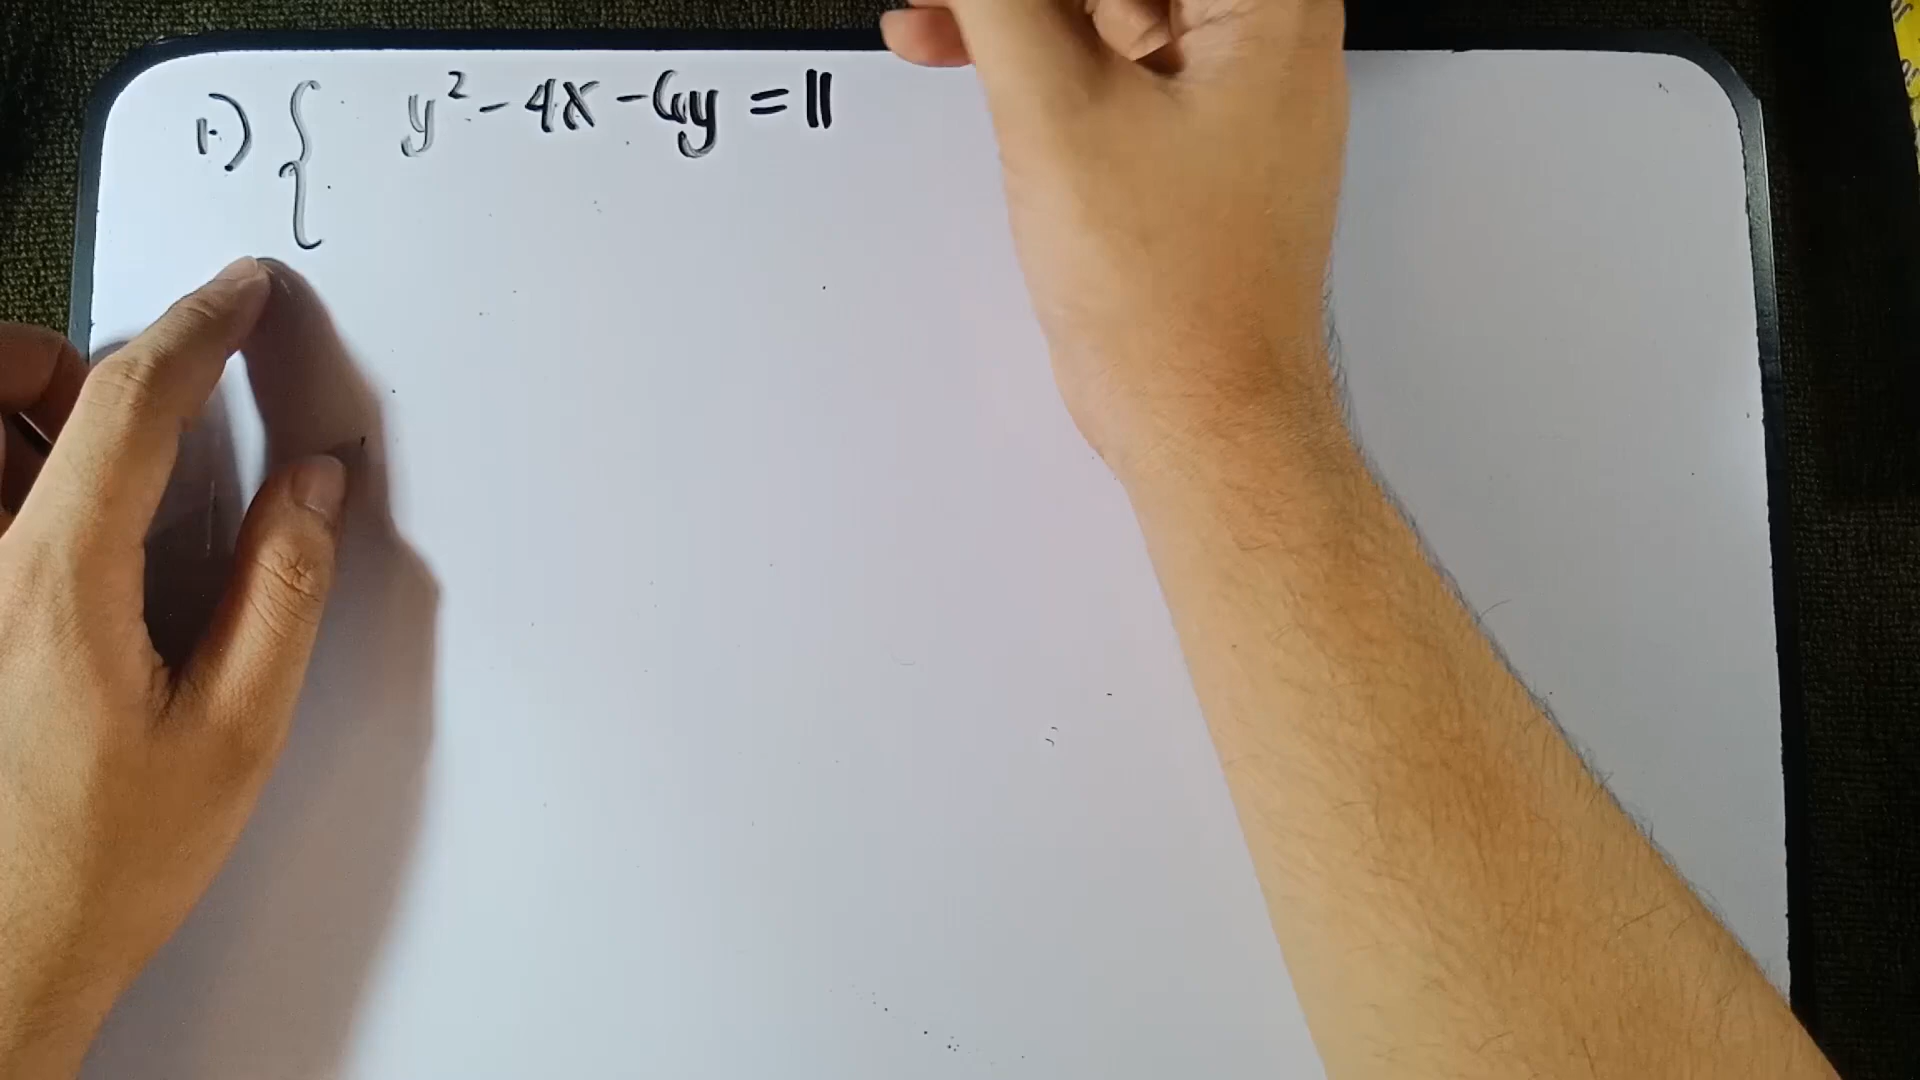 1.) { y² - 4x - 6y = 11